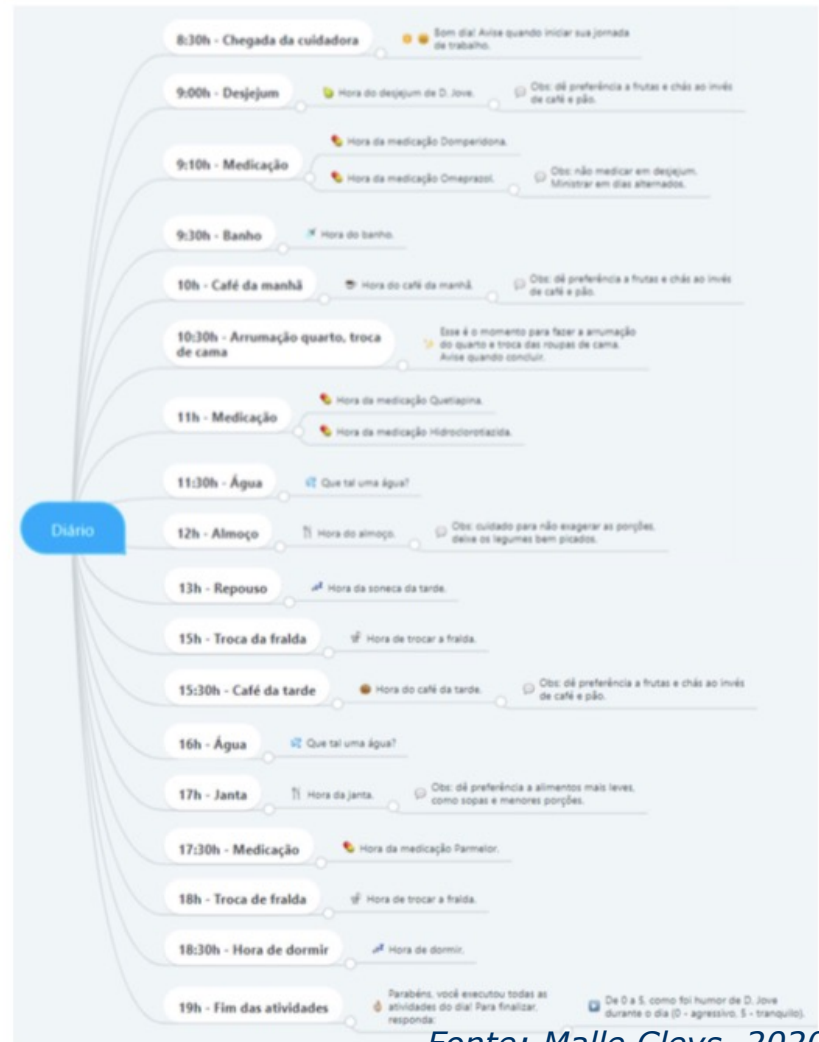 8:30h - Chegada da cuidadora
Bom dia! Avise quando iniciar sua jornada
de trabalho.
9:00h - Desjejum
Hora do desjejum de D. Jove.
Obs: dê preferência a frutas e chás ao invés
de café e pão.
9:10h - Medicação
Hora da medicação Domperidona.
Hora da medicação Omeprazol.
Obs: não medicar em desjejum.
Ministrar em dias alternados.
9:30h - Banho
Hora do banho.
10h - Café da manhã
Hora do café da manhã.
Obs: dê preferência a frutas e chás ao invés
de café e pão.
10:30h - Arrumação quarto, troca
de cama
Esse é o momento para fazer a arrumação
do quarto e troca das roupas de cama.
Avise quando concluir.
11h - Medicação
Hora da medicação Quetiapina.
Hora da medicação Hidroclorotiazida.
11:30h - Água
Que tal uma água?
Diário
12h - Almoço
Hora do almoço.
Obs: cuidado para não exagerar as porções,
deixe os legumes bem picados.
13h - Repouso
Hora da soneca da tarde.
15h - Troca da fralda
Hora de trocar a fralda.
15:30h - Café da tarde
Hora do café da tarde.
Obs: dê preferência a frutas e chás ao invés
de café e pão.
16h - Água
Que tal uma água?
17h - Janta
Hora da janta.
Obs: dê preferência a alimentos mais leves,
como sopas e menores porções.
17:30h - Medicação
Hora da medicação Parmelor.
18h - Troca de fralda
Hora de trocar a fralda.
18:30h - Hora de dormir
Hora de dormir.
19h - Fim das atividades
Parabéns, você executou todas as
atividades do dia! Para finalizar,
responda:
De 0 a 5, como foi humor de D. Jove
durante o dia (0 - agressivo, 5 - tranquilo).